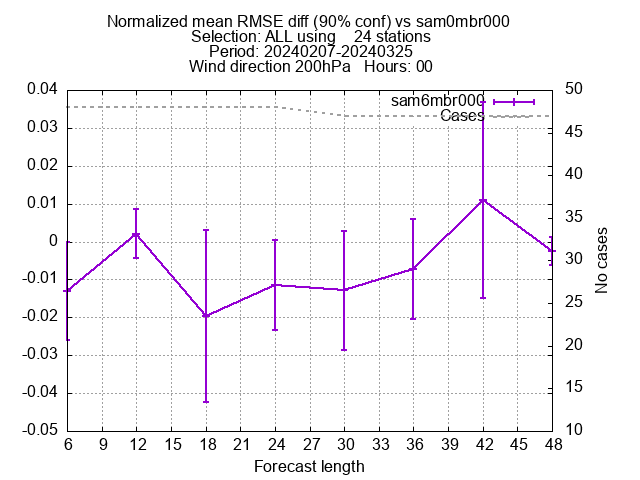 Normalized mean RMSE diff (90% conf) vs sam0mbr000
Selection: ALL using    24 stations
Period: 20240207-20240325
Wind direction 200hPa   Hours: 00
sam6mbr000
Cases
0.04
0.03
0.02
0.01
0
-0.01
-0.02
-0.03
-0.04
-0.05
50
45
40
35
30
25
20
15
10
No cases
6 9 12 15 18 21 24 27 30 33 36 39 42 45 48
Forecast length